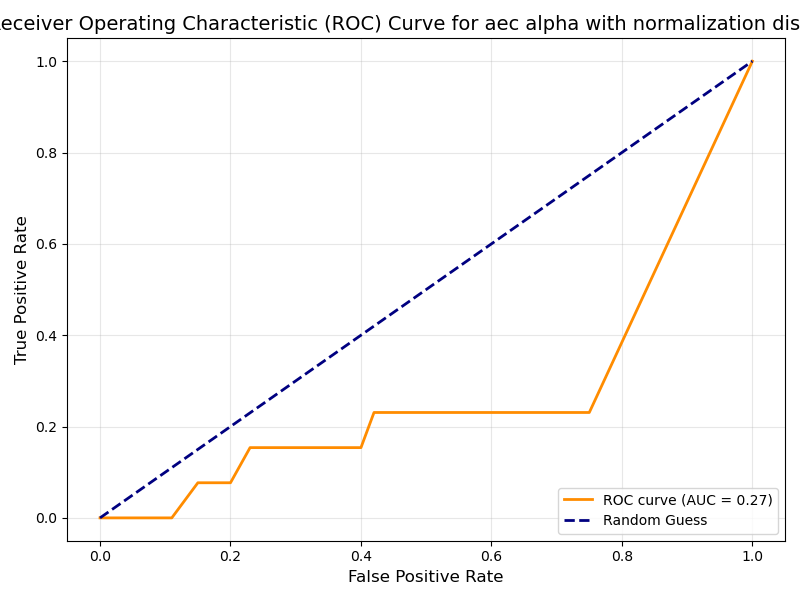 eceiver Operating Characteristic (ROC) Curve for aec alpha with normalization dis
1.0
0.8
0.6
0.4
0.2
0.0
True Positive Rate
0.0 0.2 0.4 0.6 0.8 1.0
False Positive Rate
ROC curve (AUC = 0.27)
Random Guess